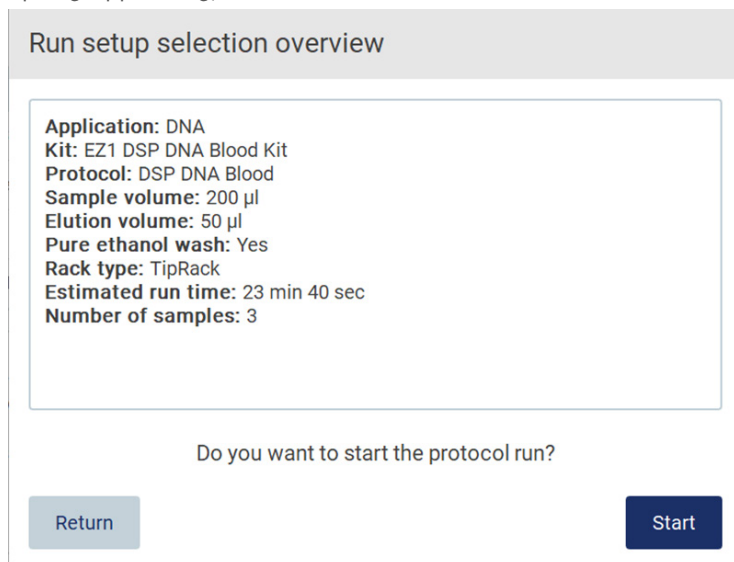 Run setup selection overview
Application: DNA
Kit: EZ1 DSP DNA Blood Kit
Protocol: DSP DNA Blood
Sample volume: 200 µl
Elution volume: 50 µl
Pure ethanol wash: Yes
Rack type: TipRack
Estimated run time: 23 min 40 sec
Number of samples: 3
Do you want to start the protocol run?
Return
Start